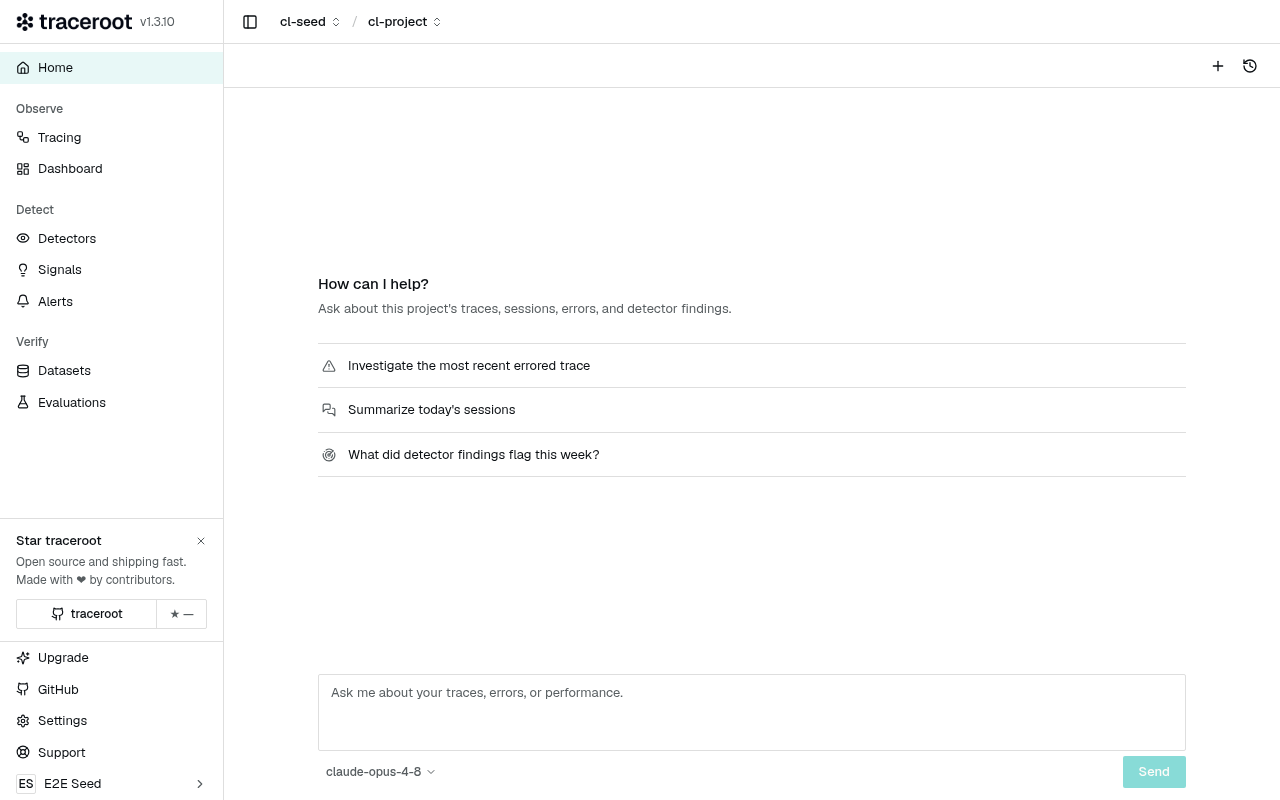 traceroot v1.3.10
cl-seed / cl-project
Home
Observe
Tracing
Dashboard
Detect
Detectors
Signals
Alerts
Verify
Datasets
Evaluations
Star traceroot
Open source and shipping fast.
Made with ❤ by contributors.
traceroot ★ —
Upgrade
GitHub
Settings
Support
ES E2E Seed
How can I help?
Ask about this project's traces, sessions, errors, and detector findings.
Investigate the most recent errored trace
Summarize today's sessions
What did detector findings flag this week?
Ask me about your traces, errors, or performance.
claude-opus-4-8
Send